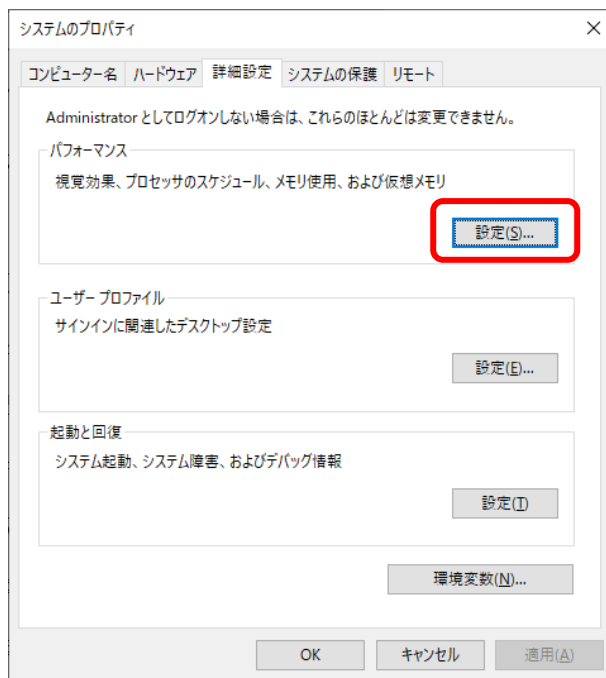 システムのプロパティ
コンピューター名 ハードウェア 詳細設定 システムの保護 リモート
Administrator としてログオンしない場合は、これらのほとんどは変更できません。
パフォーマンス
視覚効果、プロセッサのスケジュール、メモリ使用、および仮想メモリ
設定(S)...
ユーザー プロファイル
サインインに関連したデスクトップ設定
設定(E)...
起動と回復
システム起動、システム障害、およびデバッグ情報
設定(T)
環境変数(N)...
OK キャンセル 適用(A)